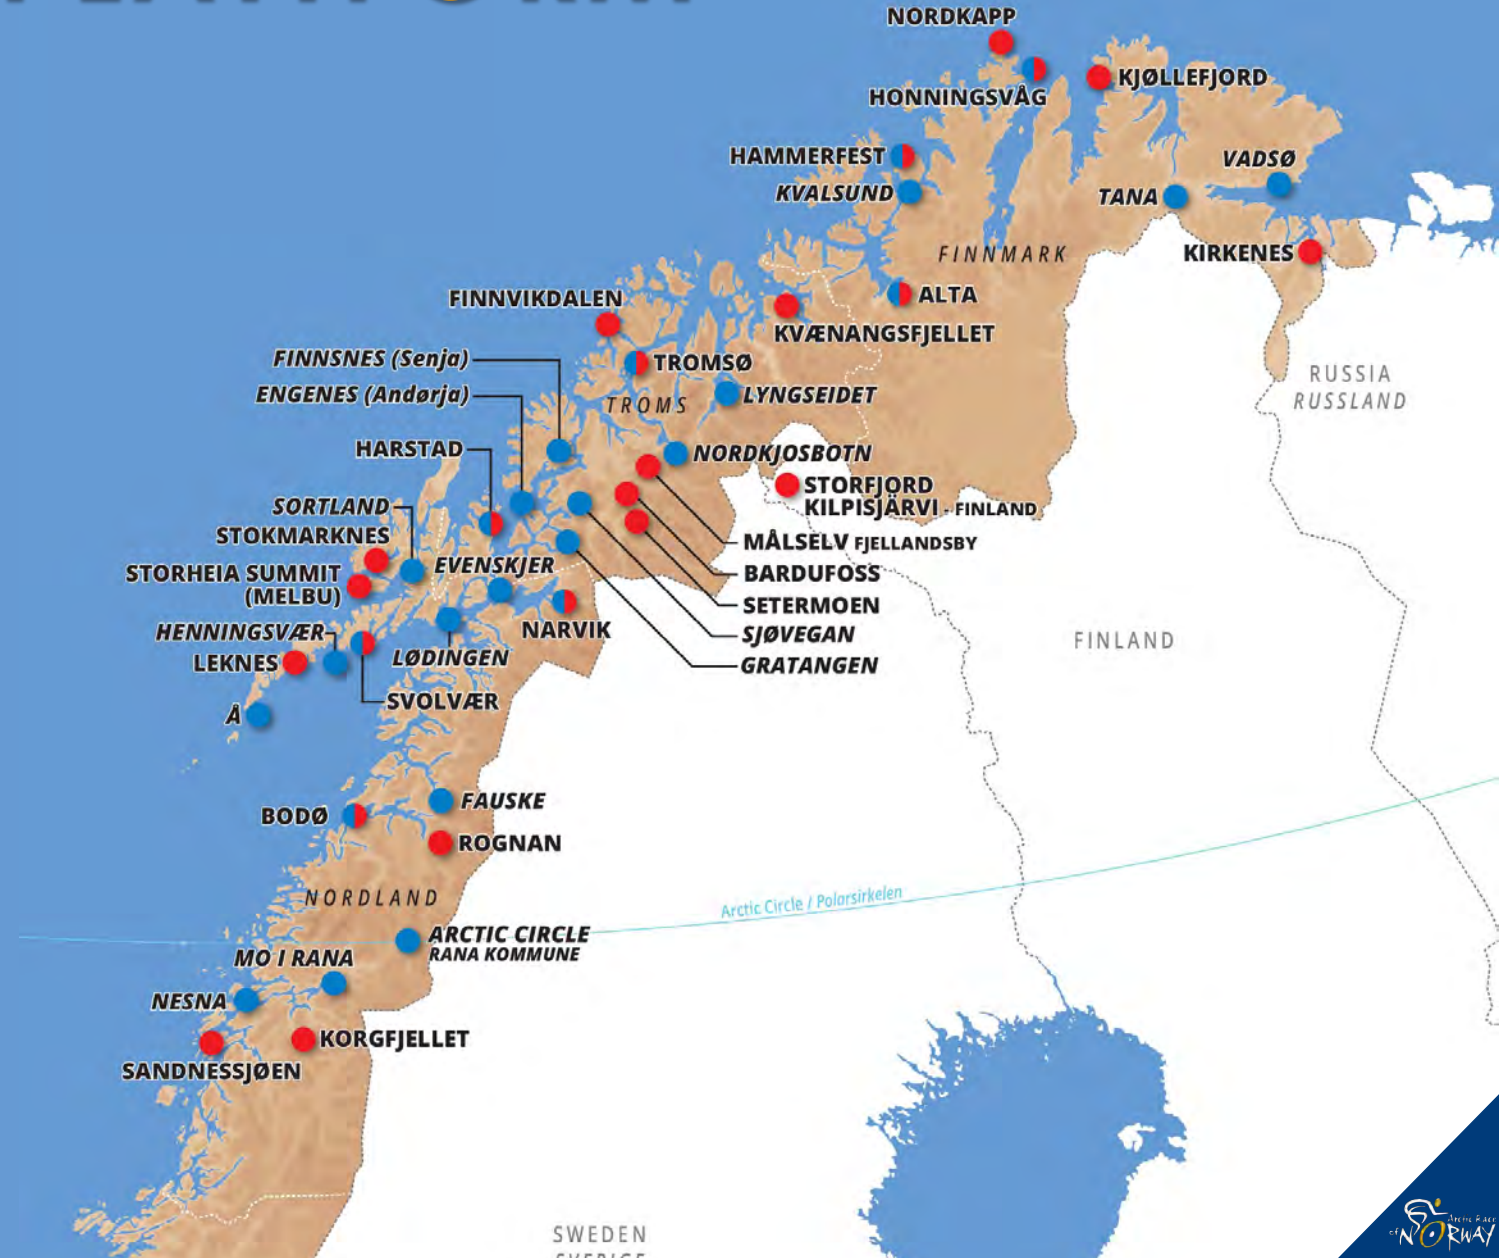 NORDKAPP
KJØLLEFJORD
HONNINGSVÅG
HAMMERFEST
VADSØ
KVALSUND
TANA
FINNMARK
KIRKENES
FINNVIKDALEN
ALTA
KVÆNANGSFJELLET
FINNSNES (Senja)
TROMSØ
RUSSIA
RUSSLAND
ENGENES (Andørja)
LYNGSEIDET
TROMS
HARSTAD
NORDKJOSBOTN
STORFJORD
KILPISJÄRVI - FINLAND
SORTLAND
STOKMARKNES
MÅLSELV FJELLANDSBY
EVENSKJER
STORHEIA SUMMIT
(MELBU)
BARDUFOSS
SETERMOEN
HENNINGSVÆR
NARVIK
SJØVEGAN
FINLAND
LEKNES
LØDINGEN
GRATANGEN
SVOLVÆR
Å
FAUSKE
BODØ
ROGNAN
NORDLAND
Arctic Circle / Polarsirkelen
ARCTIC CIRCLE
RANA KOMMUNE
MO I RANA
NESNA
KORGFJELLET
SANDNESSJØEN
SWEDEN
SVERIGE
Arctic Race
of NORWAY